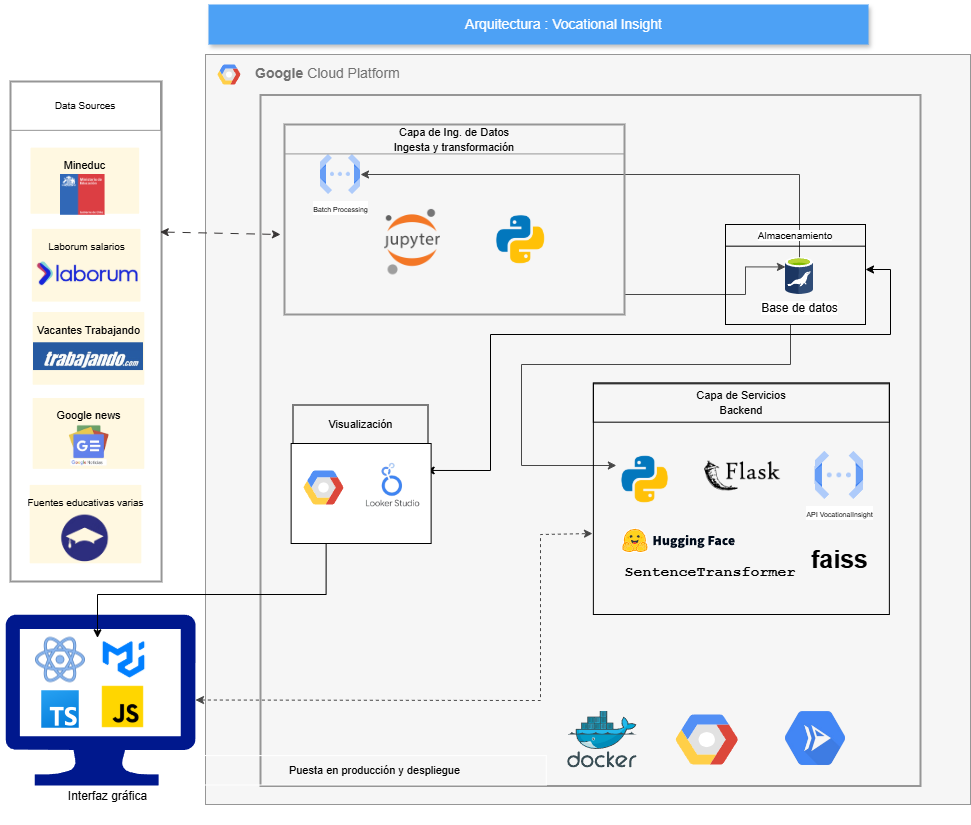 Arquitectura : Vocational Insight
Google Cloud Platform
Data Sources
Mineduc
Laborum salarios
laborum
Vacantes Trabajando
trabajando.com
Google news
GE
Google Noticias
Fuentes educativas varias
Capa de Ing. de Datos
Ingesta y transformación
Batch Processing
jupyter
Almacenamiento
Base de datos
Visualización
Looker Studio
Capa de Servicios
Backend
Flask
API VocationalInsight
Hugging Face
SentenceTransformer
faiss
TS
JS
Interfaz gráfica
docker
Puesta en producción y despliegue